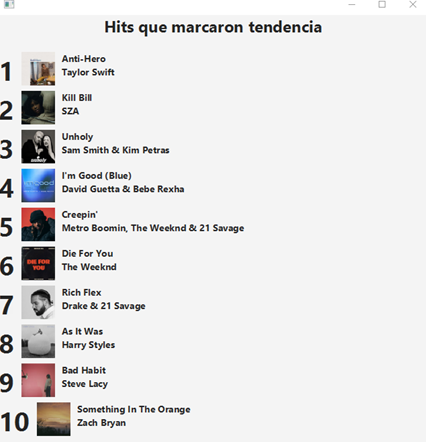 Hits que marcaron tendencia
1
Anti-Hero
Taylor Swift
2
Kill Bill
SZA
3
Unholy
Sam Smith & Kim Petras
4
I'm Good (Blue)
David Guetta & Bebe Rexha
5
Creepin'
Metro Boomin, The Weeknd & 21 Savage
6
DIE FOR
YOU
Die For You
The Weeknd
7
Rich Flex
Drake & 21 Savage
8
As It Was
Harry Styles
9
Bad Habit
Steve Lacy
10
Something In The Orange
Zach Bryan